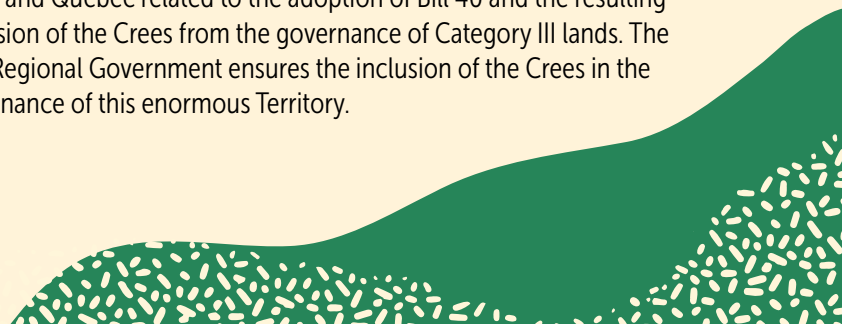 and Quebec related to the adoption of Bill 40 and the resulting
sion of the Crees from the governance of Category III lands. The
Regional Government ensures the inclusion of the Crees in the
nance of this enormous Territory.